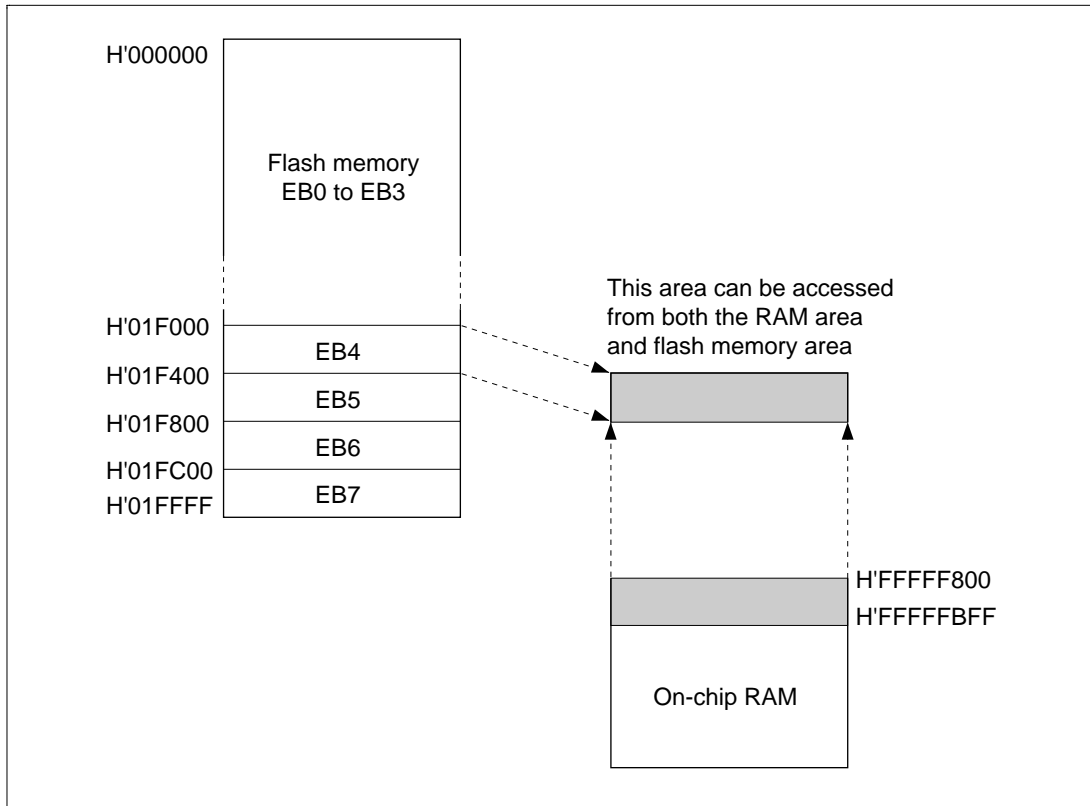 H'000000
Flash memory
EB0 to EB3
This area can be accessed
from both the RAM area
and flash memory area
H'01F000
EB4
H'01F400
EB5
H'01F800
EB6
H'01FC00
EB7
H'01FFFF
H'FFFFF800
H'FFFFFBFF
On-chip RAM